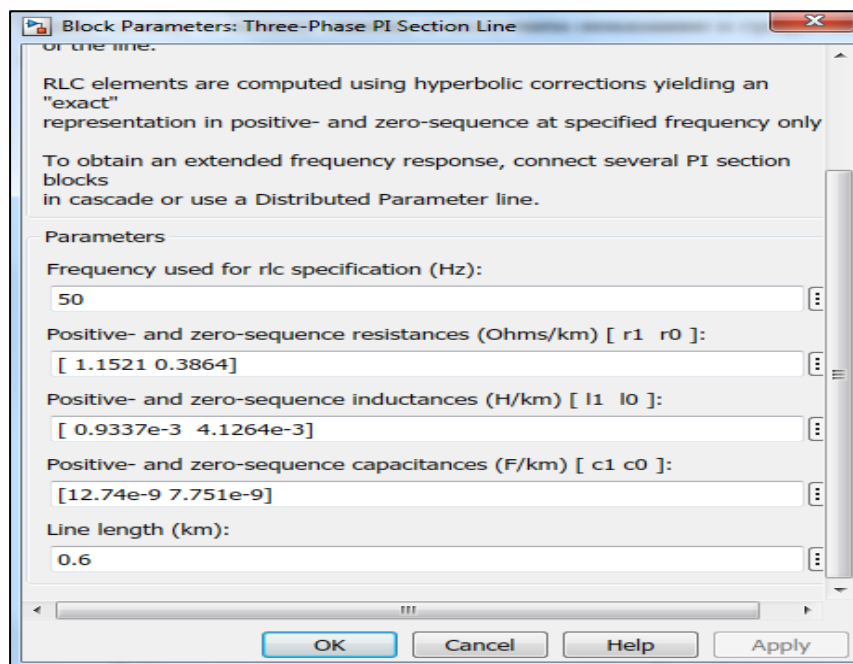 Block Parameters: Three-Phase PI Section Line
of the line.
RLC elements are computed using hyperbolic corrections yielding an
"exact"
representation in positive- and zero-sequence at specified frequency only
To obtain an extended frequency response, connect several PI section
blocks
in cascade or use a Distributed Parameter line.
Parameters
Frequency used for rlc specification (Hz):
50
Positive- and zero-sequence resistances (Ohms/km) [ r1  r0 ]:
[ 1.1521 0.3864]
Positive- and zero-sequence inductances (H/km) [ l1  l0 ]:
[ 0.9337e-3  4.1264e-3]
Positive- and zero-sequence capacitances (F/km) [ c1 c0 ]:
[12.74e-9 7.751e-9]
Line length (km):
0.6
OK
Cancel
Help
Apply